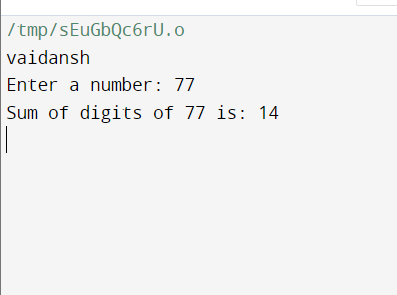 /tmp/sEuGbQc6rU.o
vaidansh
Enter a number: 77
Sum of digits of 77 is: 14